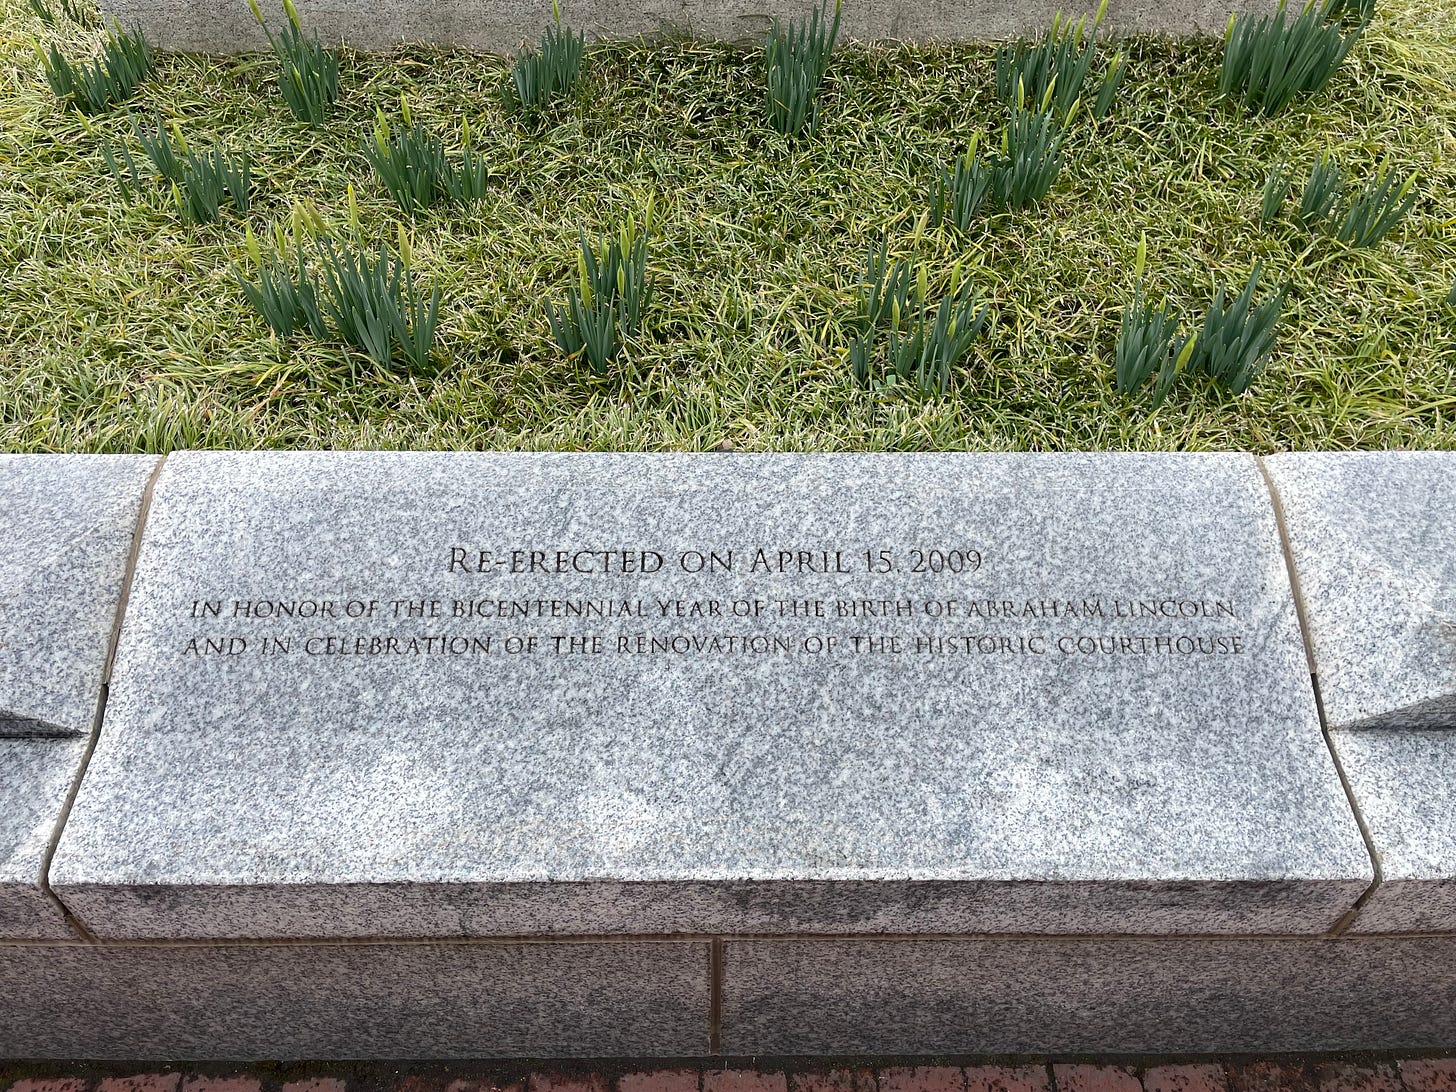 RE-ERECTED ON APRIL 15, 2009
IN HONOR OF THE BICENTENNIAL YEAR OF THE BIRTH OF ABRAHAM LINCOLN
AND IN CELEBRATION OF THE RENOVATION OF THE HISTORIC COURTHOUSE